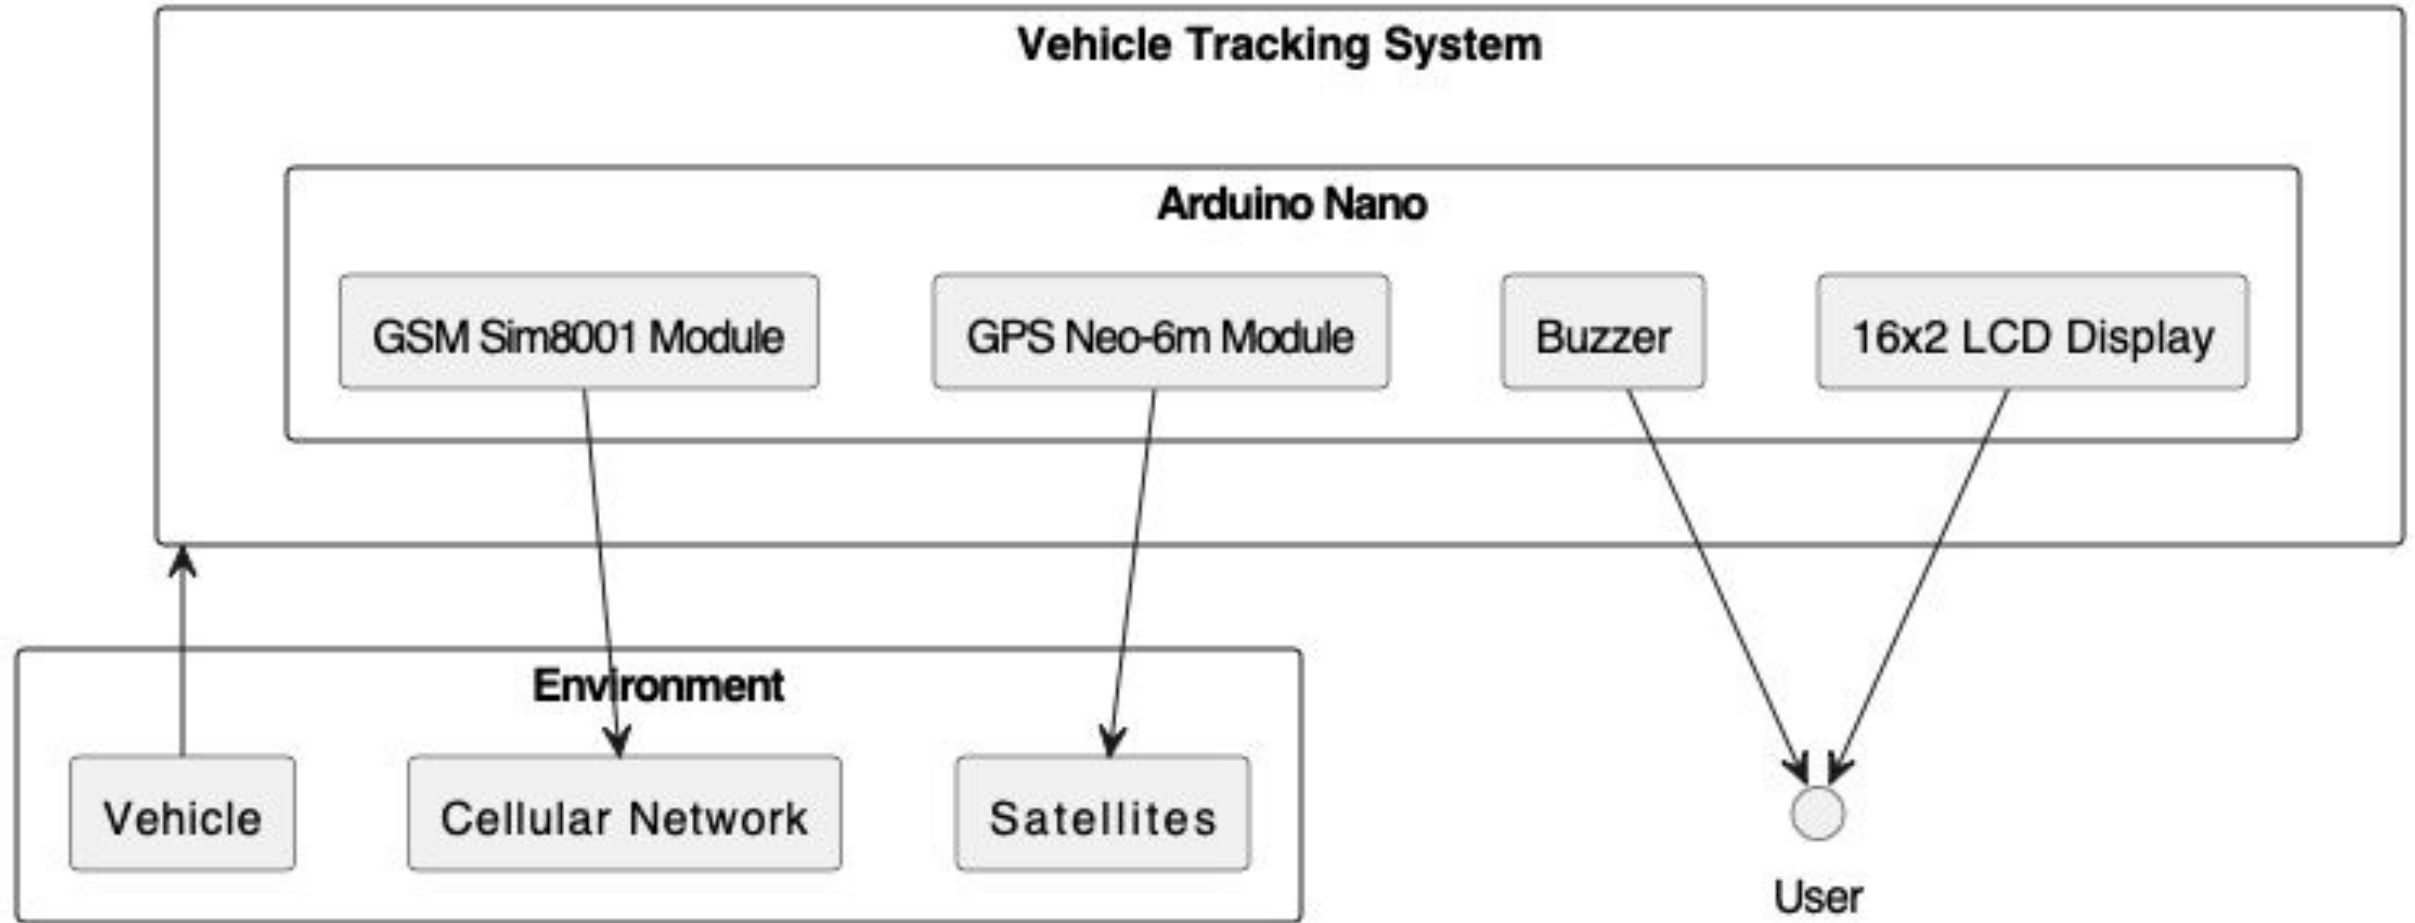 Vehicle Tracking System
Arduino Nano
GSM Sim8001 Module
GPS Neo-6m Module
Buzzer
16x2 LCD Display
Environment
Vehicle
Cellular Network
Satellites
User